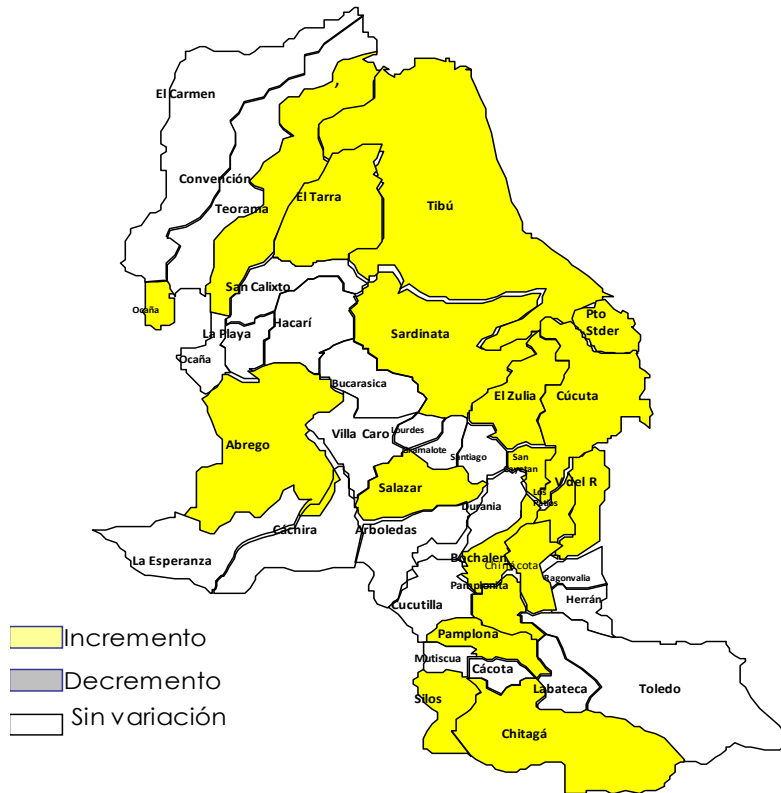 El Carmen
Convención
Teorama
El Tarra
Tibú
San Calixto
Ocaña
La Playa
Hacarí
Sardinata
Pto
Stder
Ocaña
Bucarasica
El Zulia
Cúcuta
Abrego
Villa Caro
Lourdes
Gramalote
Santiago
San
Cayetan
Salazar
V del R
Los
Patios
Durania
La Esperanza
Cáchira
Arboledas
Bochalen
Chinácota
Pamplonita
Ragonvalia
Cucutilla
Herrán
Incremento
Pamplona
Mutiscua
Cácota
Decremento
Silos
Labateca
Toledo
Sin variación
Chitagá